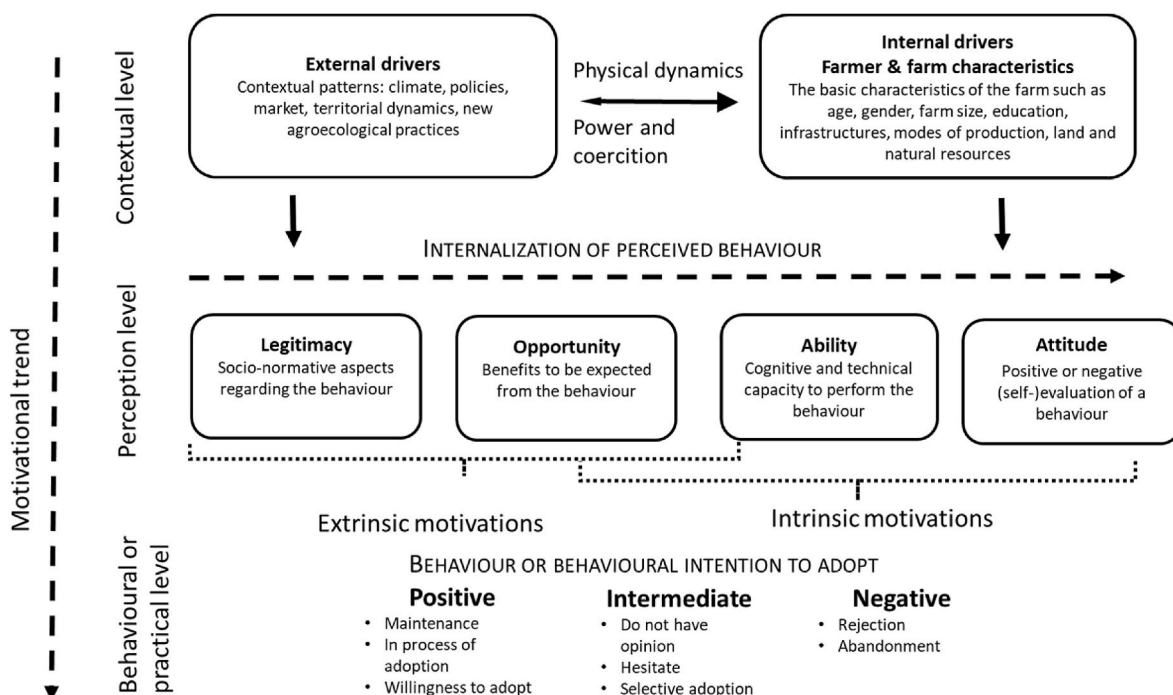 External drivers
Contextual patterns: climate, policies,
market, territorial dynamics, new
agroecological practices
Physical dynamics
Power and
coercition
Internal drivers
Farmer & farm characteristics
The basic characteristics of the farm such as
age, gender, farm size, education,
infrastructures, modes of production, land and
natural resources
Contextual level
INTERNALIZATION OF PERCEIVED BEHAVIOUR
Motivational trend
Perception level
Legitimacy
Socio-normative aspects
regarding the behaviour
Opportunity
Benefits to be expected
from the behaviour
Ability
Cognitive and technical
capacity to perform the
behaviour
Attitude
Positive or negative
(self-)evaluation of a
behaviour
Extrinsic motivations
Intrinsic motivations
Behavioural or
practical level
BEHAVIOUR OR BEHAVIOURAL INTENTION TO ADOPT
Positive
• Maintenance
• In process of
adoption
• Willingness to adopt
Intermediate
• Do not have
opinion
• Hesitate
• Selective adoption
Negative
• Rejection
• Abandonment